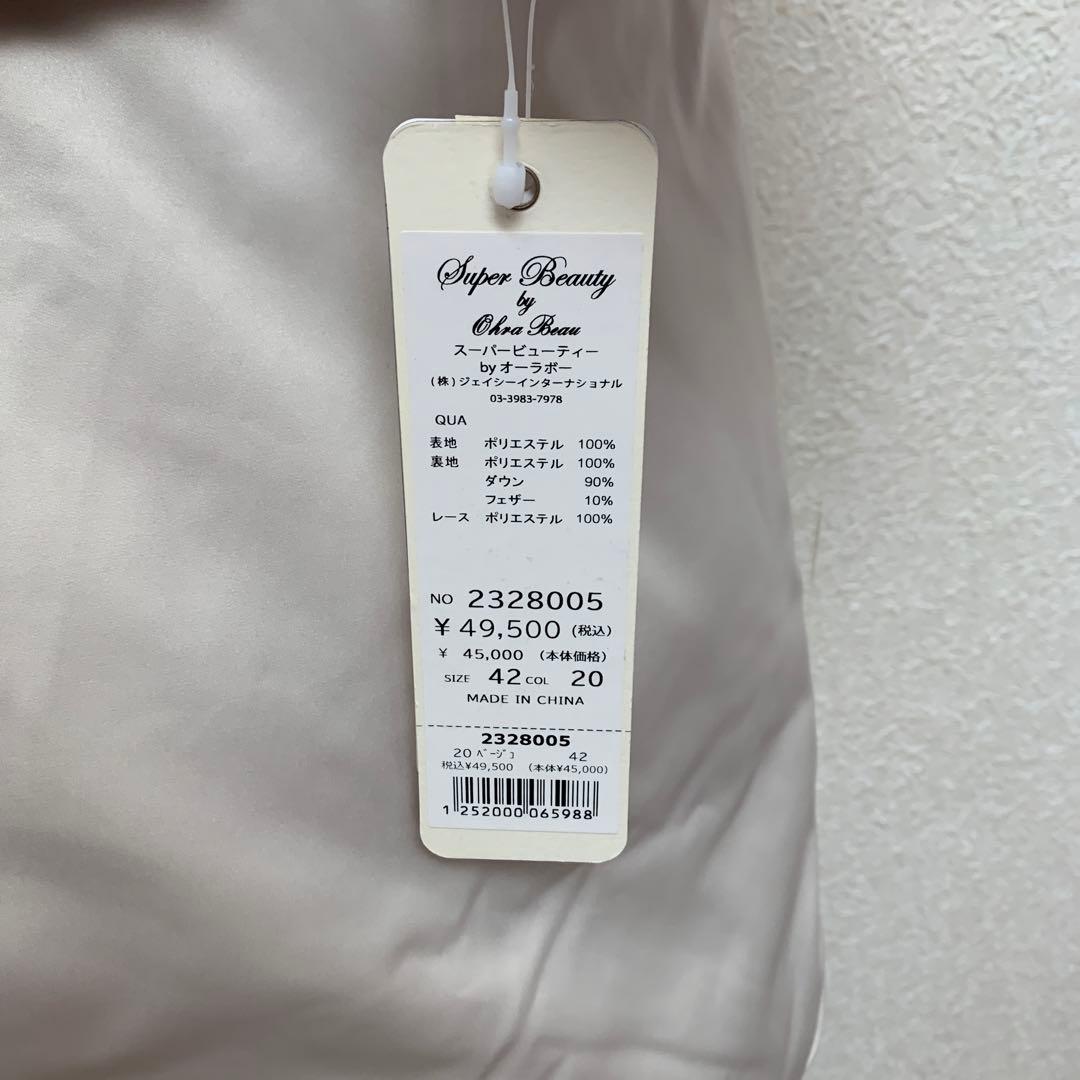 Super Beauty
by
Ohra Beau
スーパービューティー
by オーラボー
(株)ジェイシーインターナショナル
03-3983-7978
QUA
表地 ポリエステル 100%
裏地 ポリエステル 100%
ダウン 90%
フェザー 10%
レース ポリエステル 100%
NO 2328005
¥ 49,500 (税込)
¥ 45,000 (本体価格)
SIZE 42 COL 20
MADE IN CHINA
2328005
20 ﾍﾞｰｼﾞｭ 42
税込¥49,500 (本体¥45,000)
1 252000 065988